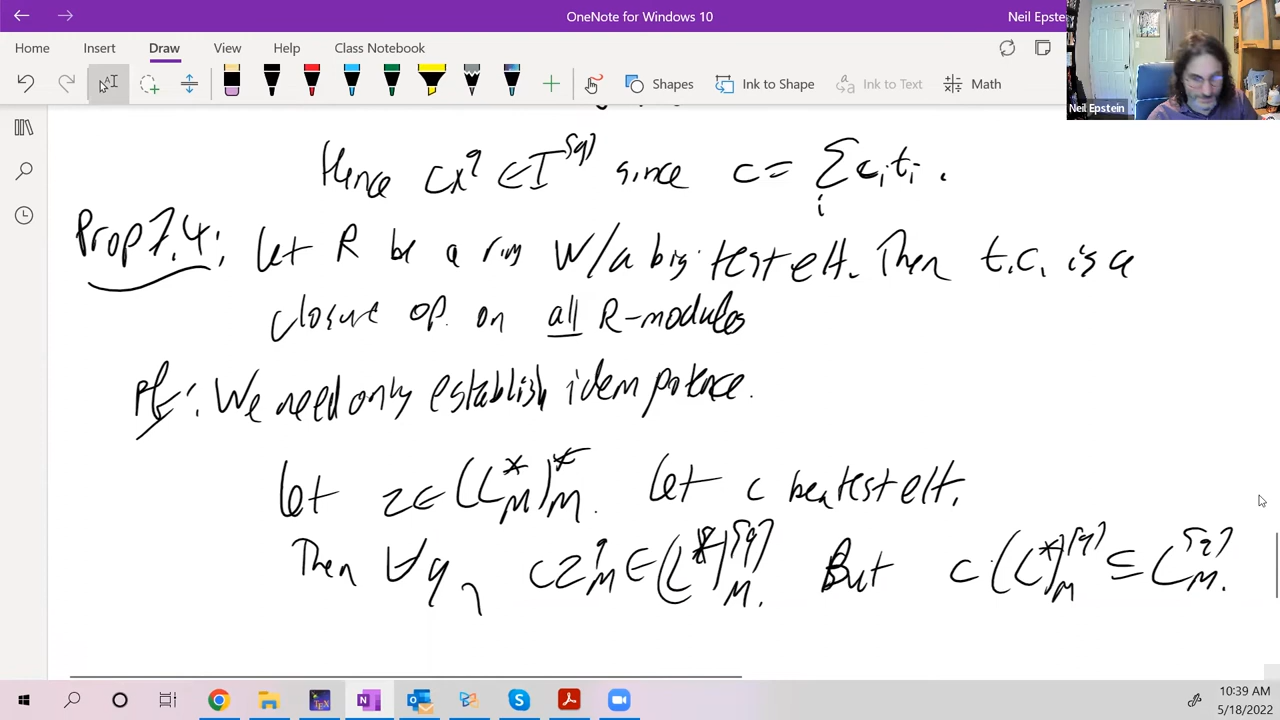 OneNote for Windows 10
Neil Epste
Home Insert Draw View Help Class Notebook
Shapes Ink to Shape Ink to Text Math
Neil Epstein
Hence cx^q ∈ I^[q] since c = ∑_i c_i t_i .
Prop 7.4: Let R be a ring w/a big test elt. Then t.c. is a
closure op. on all R-modules
Pf: We need only establish idempotence.
Let z ∈ (L^*_M)^*_M. Let c be a test elt.
Then ∀q, cz^q_M ∈ (L^*)^[q]_M. But c·(L^*)^[q]_M ⊆ L^[q]_M.
10:39 AM
5/18/2022